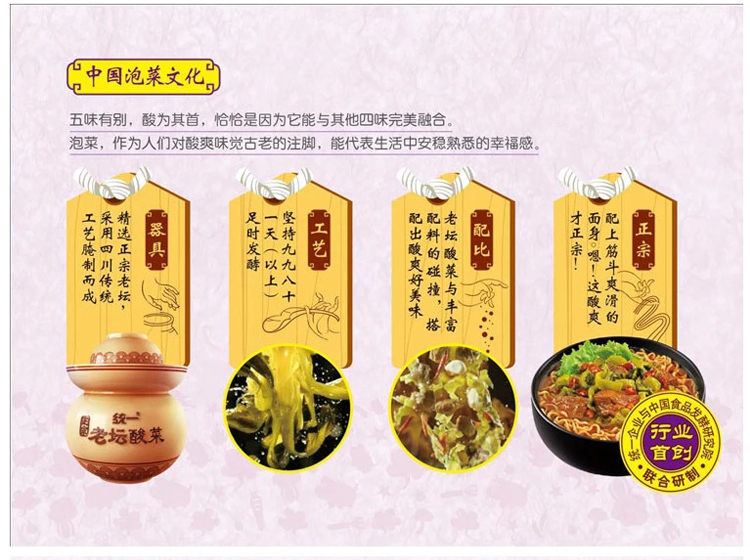 中国泡菜文化
五味有别，酸为其首，恰恰是因为它能与其他四味完美融合。
泡菜，作为人们对酸爽味觉古老的注脚，能代表生活中安稳熟悉的幸福感。
器具
精选正宗老坛，
采用四川传统
工艺腌制而成
工艺
坚持九九八十
一天（以上）
足时发酵
配比
老坛酸菜与丰富
配料的碰撞，搭
配出酸爽好美味
正宗
配上筋斗爽滑的
面身。嗯！这酸爽
才正宗！
统一
老坛酸菜
统一企业与中国食品发酵研究院
行业
首创
联合研制